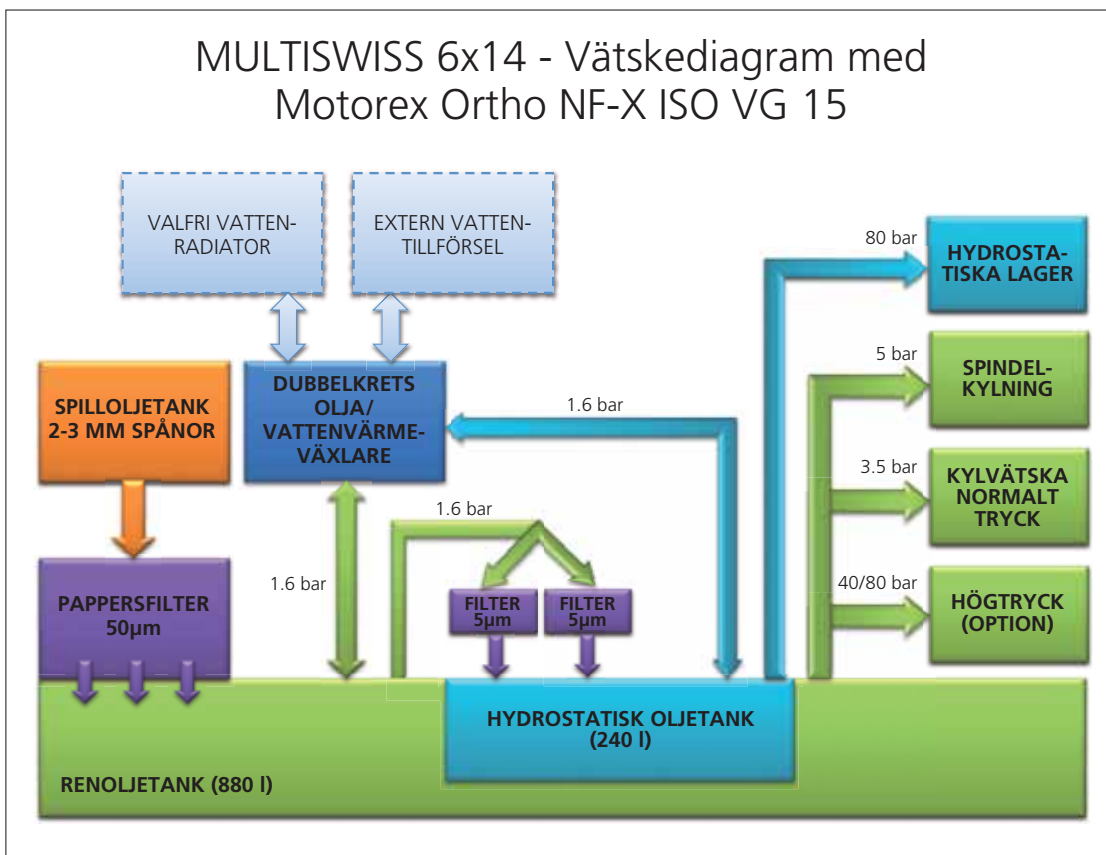 MULTISWISS 6x14 - Vätskediagram med
Motorex Ortho NF-X ISO VG 15
VALFRI VATTEN-
RADIATOR
EXTERN VATTEN-
TILLFÖRSEL
80 bar
HYDROSTA-
TISKA LAGER
5 bar
SPINDEL-
KYLNING
SPILLOLJETANK
2-3 MM SPÅNOR
DUBBELKRETS
OLJA/
VATTENVÄRME-
VÄXLARE
1.6 bar
3.5 bar
KYLVÄTSKA
NORMALT
TRYCK
1.6 bar
1.6 bar
40/80 bar
HÖGTRYCK
(OPTION)
PAPPERSFILTER
50µm
FILTER
5µm
FILTER
5µm
HYDROSTATISK OLJETANK
(240 l)
RENOLJETANK (880 l)